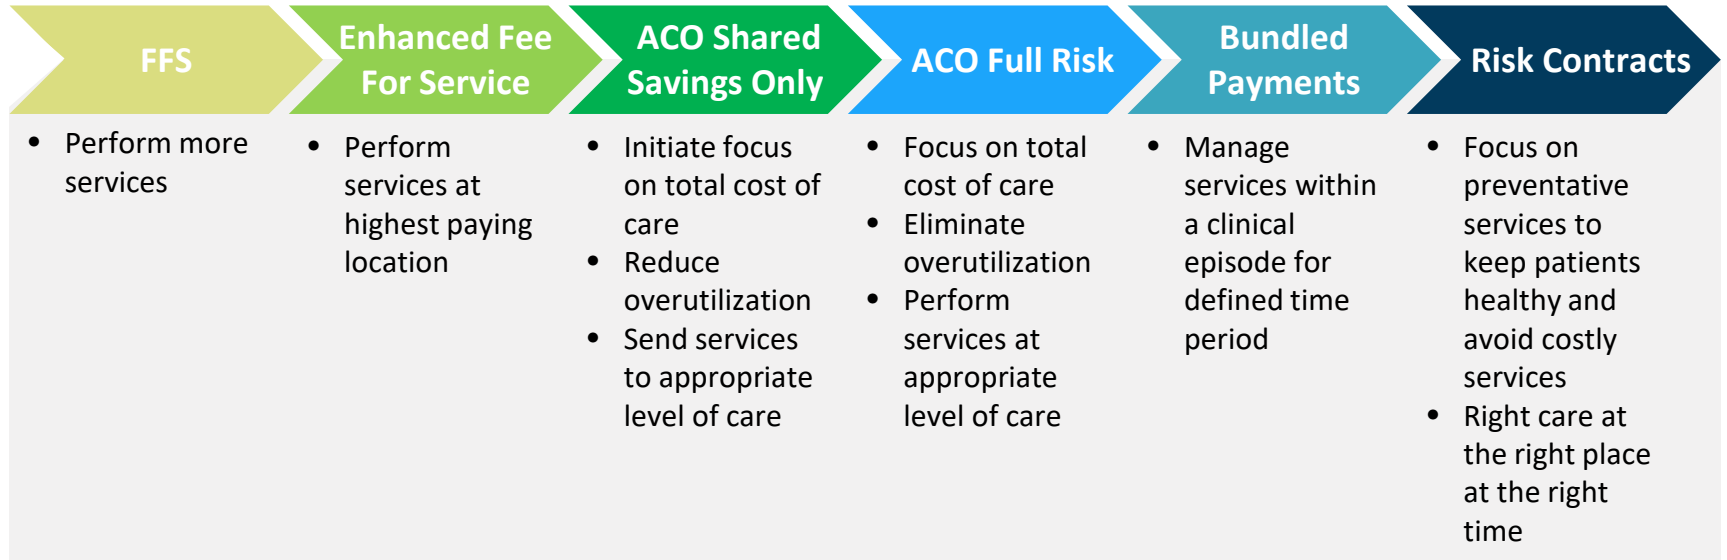 FFS
Enhanced Fee
For Service
ACO Shared
Savings Only
ACO Full Risk
Bundled
Payments
Risk Contracts
• Perform more
services
• Perform
services at
highest paying
location
• Initiate focus
on total cost of
care
• Reduce
overutilization
• Send services
to appropriate
level of care
• Focus on total
cost of care
• Eliminate
overutilization
• Perform
services at
appropriate
level of care
• Manage
services within
a clinical
episode for
defined time
period
• Focus on
preventative
services to
keep patients
healthy and
avoid costly
services
• Right care at
the right place
at the right
time